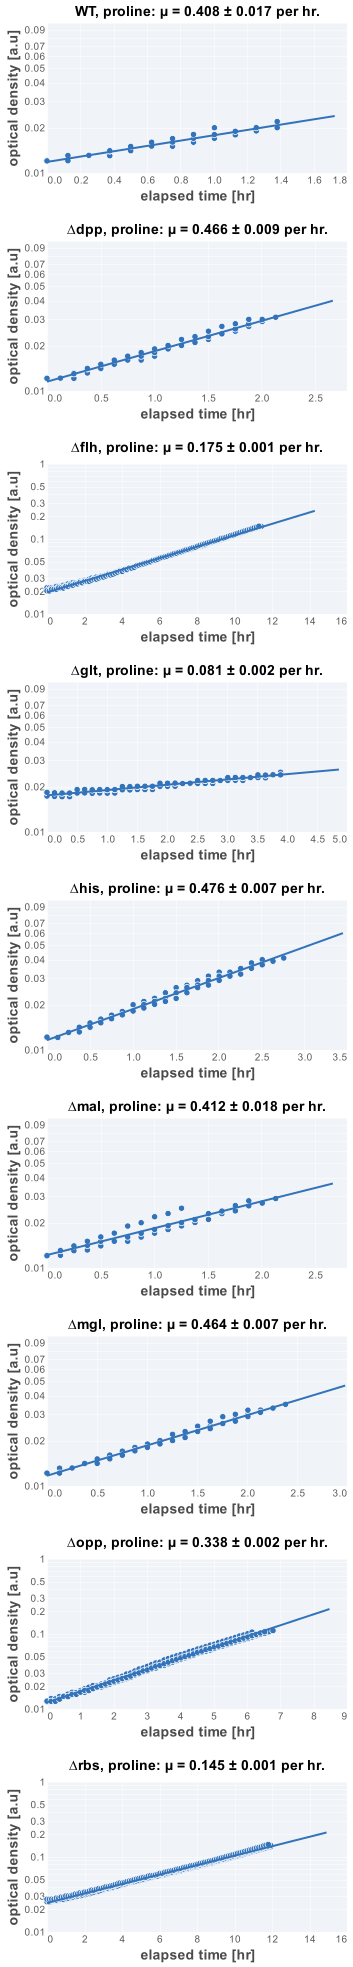 WT, proline: μ = 0.408 ± 0.017 per hr.
optical density [a.u]
0.09
0.07
0.06
0.05
0.04
0.03
0.02
0.01
0.0 0.2 0.4 0.6 0.8 1.0 1.2 1.4 1.6 1.8
elapsed time [hr]
Δdpp, proline: μ = 0.466 ± 0.009 per hr.
optical density [a.u]
0.09
0.07
0.06
0.05
0.04
0.03
0.02
0.01
0.0 0.5 1.0 1.5 2.0 2.5
elapsed time [hr]
Δflh, proline: μ = 0.175 ± 0.001 per hr.
optical density [a.u]
1
0.5
0.3
0.2
0.1
0.05
0.03
0.02
0.01
0 2 4 6 8 10 12 14 16
elapsed time [hr]
Δglt, proline: μ = 0.081 ± 0.002 per hr.
optical density [a.u]
0.09
0.07
0.06
0.05
0.04
0.03
0.02
0.01
0.0 0.5 1.0 1.5 2.0 2.5 3.0 3.5 4.0 4.5 5.0
elapsed time [hr]
Δhis, proline: μ = 0.476 ± 0.007 per hr.
optical density [a.u]
0.09
0.07
0.06
0.05
0.04
0.03
0.02
0.01
0.0 0.5 1.0 1.5 2.0 2.5 3.0 3.5
elapsed time [hr]
Δmal, proline: μ = 0.412 ± 0.018 per hr.
optical density [a.u]
0.09
0.07
0.06
0.05
0.04
0.03
0.02
0.01
0.0 0.5 1.0 1.5 2.0 2.5
elapsed time [hr]
Δmgl, proline: μ = 0.464 ± 0.007 per hr.
optical density [a.u]
0.09
0.07
0.06
0.05
0.04
0.03
0.02
0.01
0.0 0.5 1.0 1.5 2.0 2.5 3.0
elapsed time [hr]
Δopp, proline: μ = 0.338 ± 0.002 per hr.
optical density [a.u]
1
0.5
0.3
0.2
0.1
0.05
0.03
0.02
0.01
0 1 2 3 4 5 6 7 8 9
elapsed time [hr]
Δrbs, proline: μ = 0.145 ± 0.001 per hr.
optical density [a.u]
1
0.5
0.3
0.2
0.1
0.05
0.03
0.02
0.01
0 2 4 6 8 10 12 14 16
elapsed time [hr]